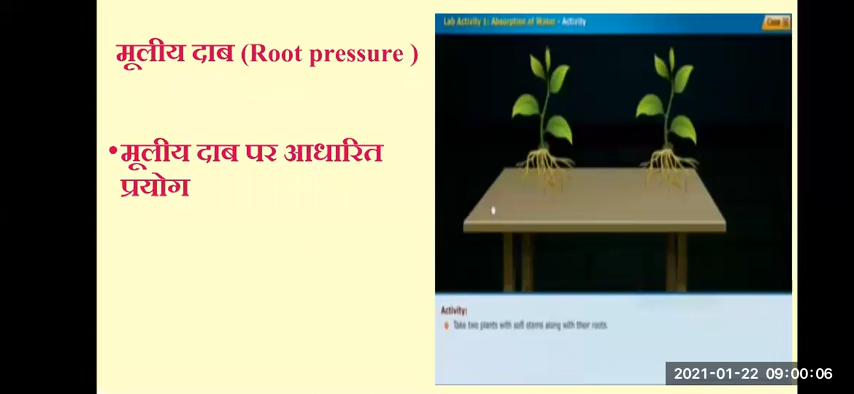 मूलीय दाब (Root pressure )
•मूलीय दाब पर आधारित
प्रयोग
Lab Activity 1: Absorption of Water - Activity
Close
Activity:
Take two plants with soft stems along with their roots.
2021-01-22 09:00:06